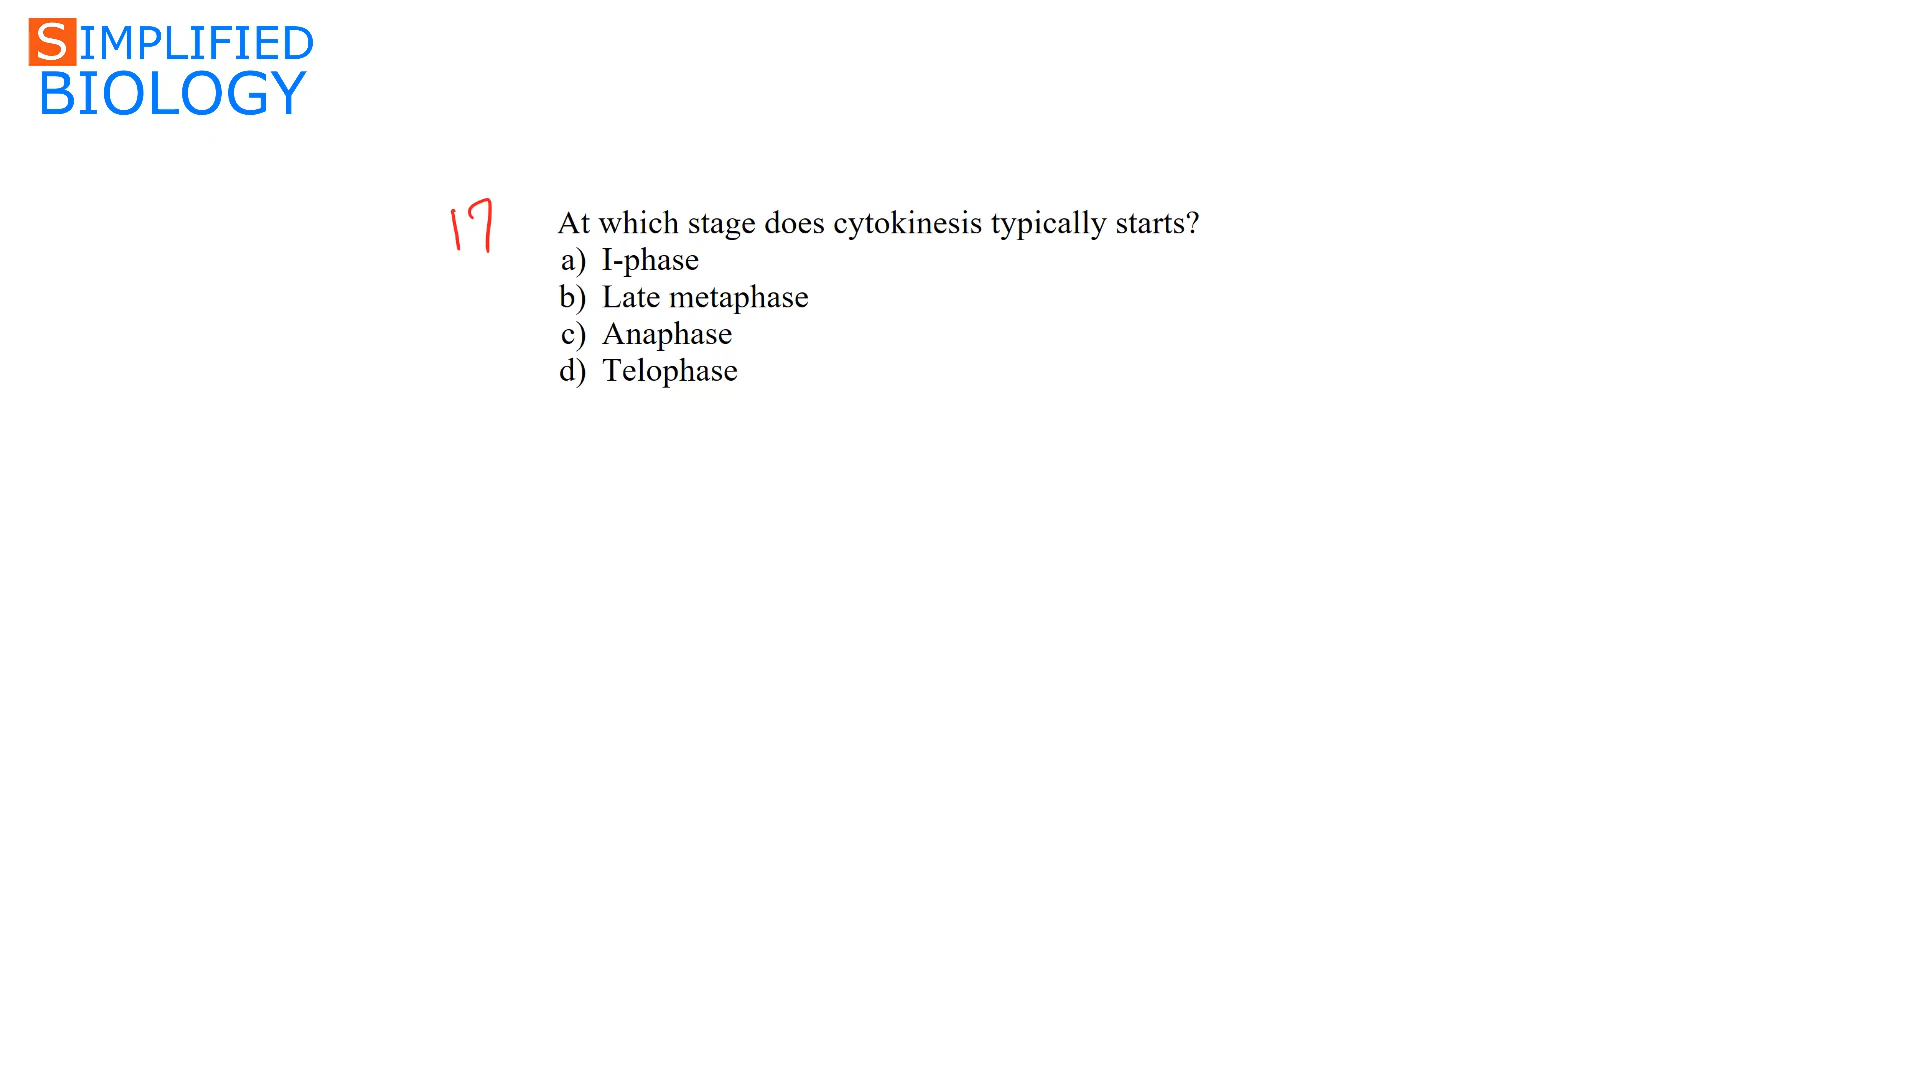 SIMPLIFIED
BIOLOGY
17 At which stage does cytokinesis typically starts?
a) I-phase
b) Late metaphase
c) Anaphase
d) Telophase